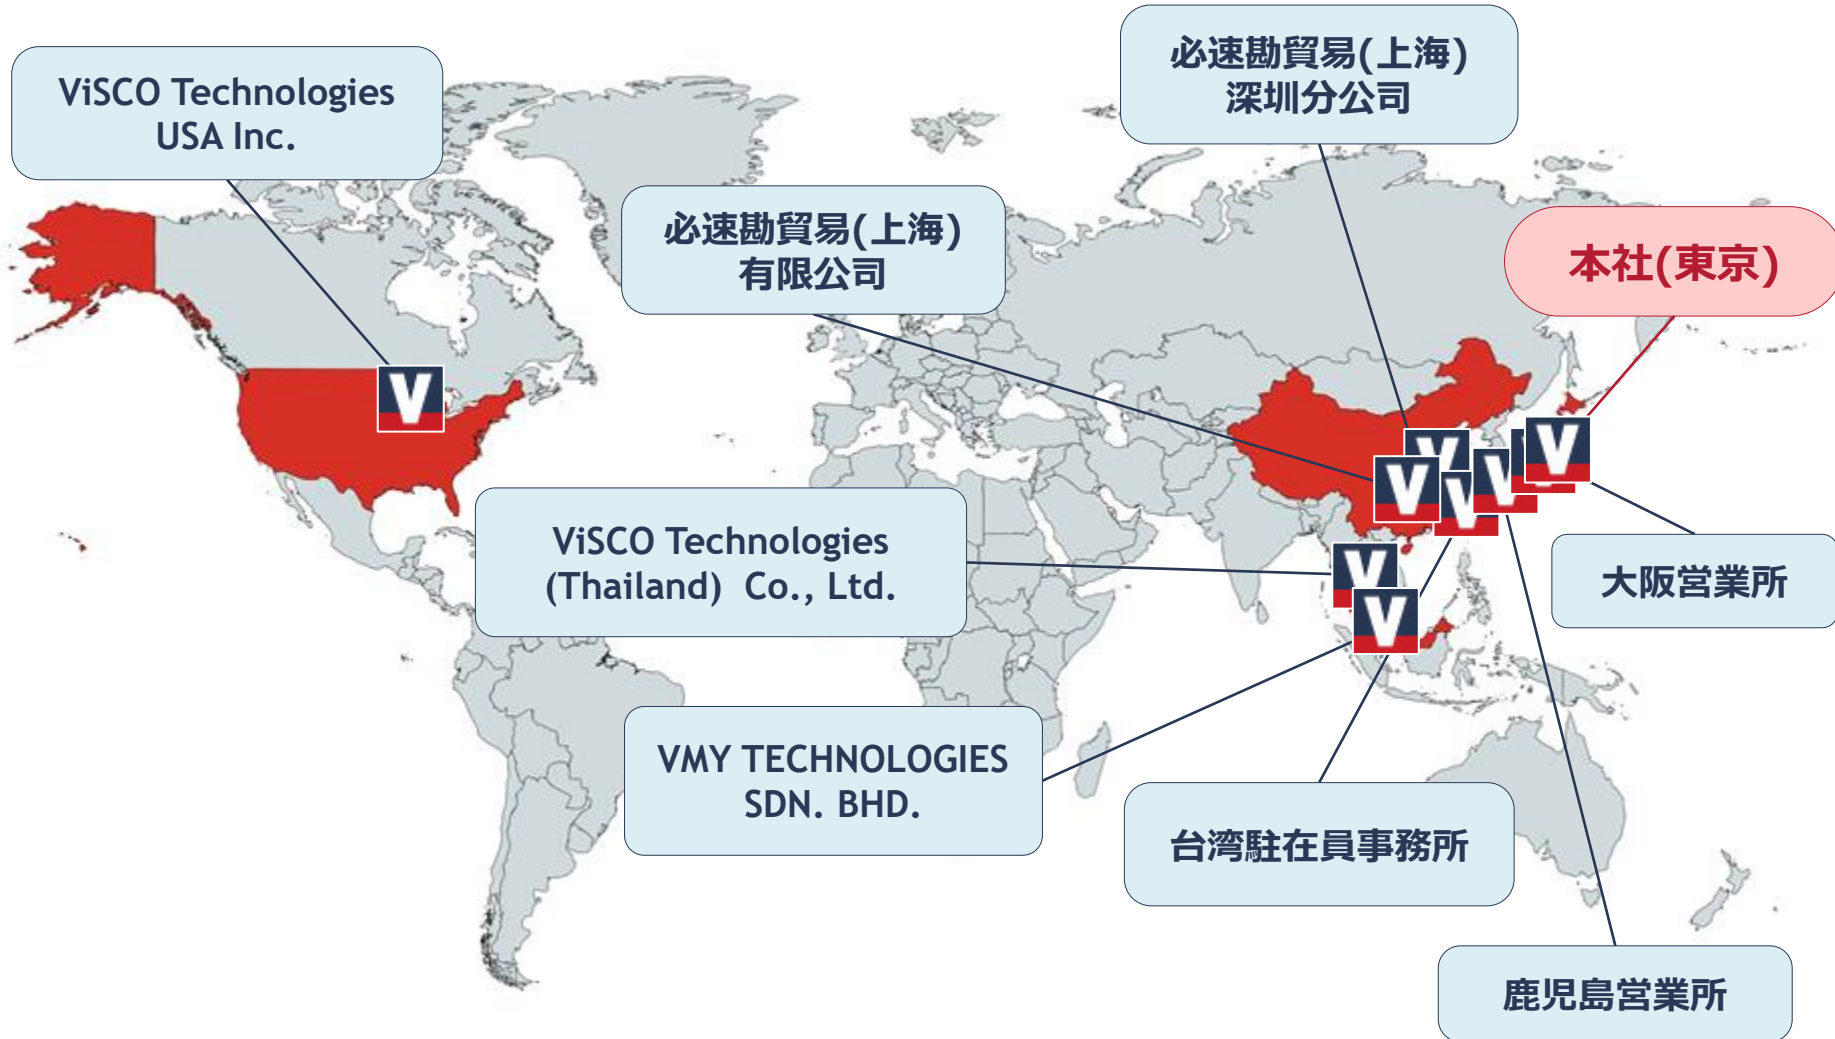 ViSCO Technologies
USA Inc.
必速勘貿易(上海)
深圳分公司
必速勘貿易(上海)
有限公司
本社(東京)
ViSCO Technologies
(Thailand) Co., Ltd.
大阪営業所
VMY TECHNOLOGIES
SDN. BHD.
台湾駐在員事務所
鹿児島営業所
V
V
V
V
V
V
V
V
V